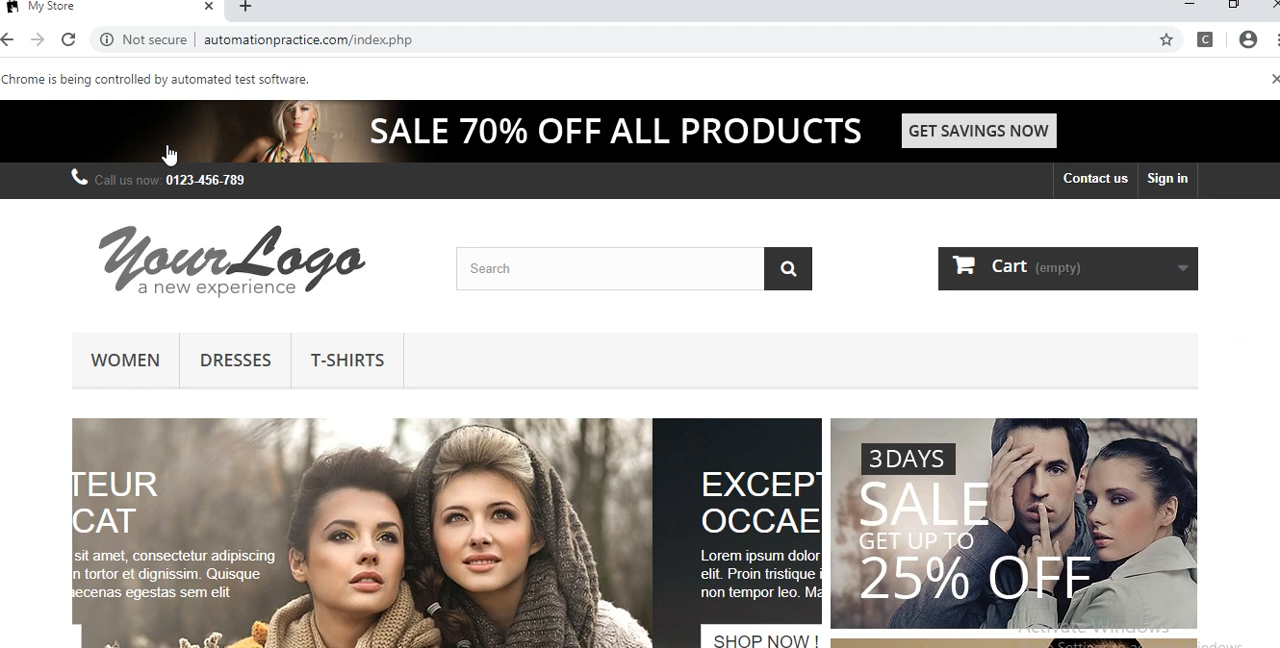 My Store
Not secure automationpractice.com/index.php
C
Chrome is being controlled by automated test software.
SALE 70% OFF ALL PRODUCTS GET SAVINGS NOW
Call us now: 0123-456-789 Contact us Sign in
YourLogo
a new experience
Search
Cart (empty)
WOMEN DRESSES T-SHIRTS
TEUR
CAT
sit amet, consectetur adipiscing
n tortor et dignissim. Quisque
aecenas egestas sem elit
EXCEPT
OCCAE
Lorem ipsum dolor
elit. Proin tristique i
non tempor leo. Ma
SHOP NOW !
3 DAYS
SALE
GET UP TO
25% OFF
Activate Windows